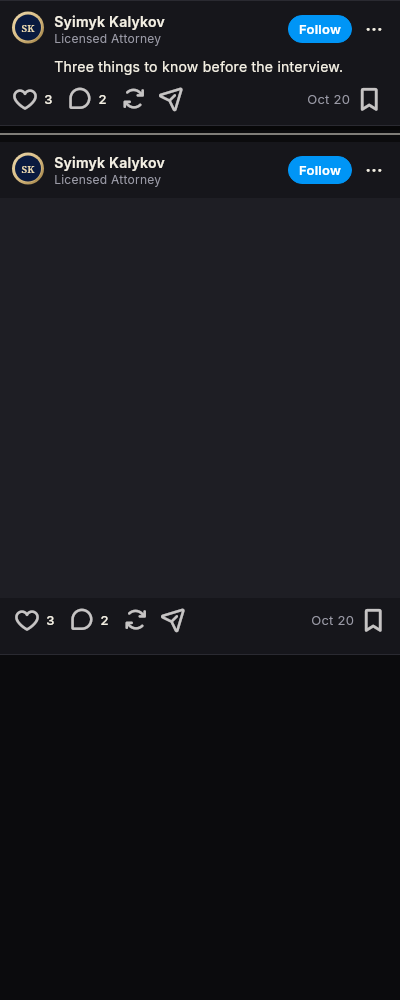 SK
Syimyk Kalykov
Licensed Attorney
Follow
Three things to know before the interview.
3
2
Oct 20
SK
Syimyk Kalykov
Licensed Attorney
Follow
3
2
Oct 20